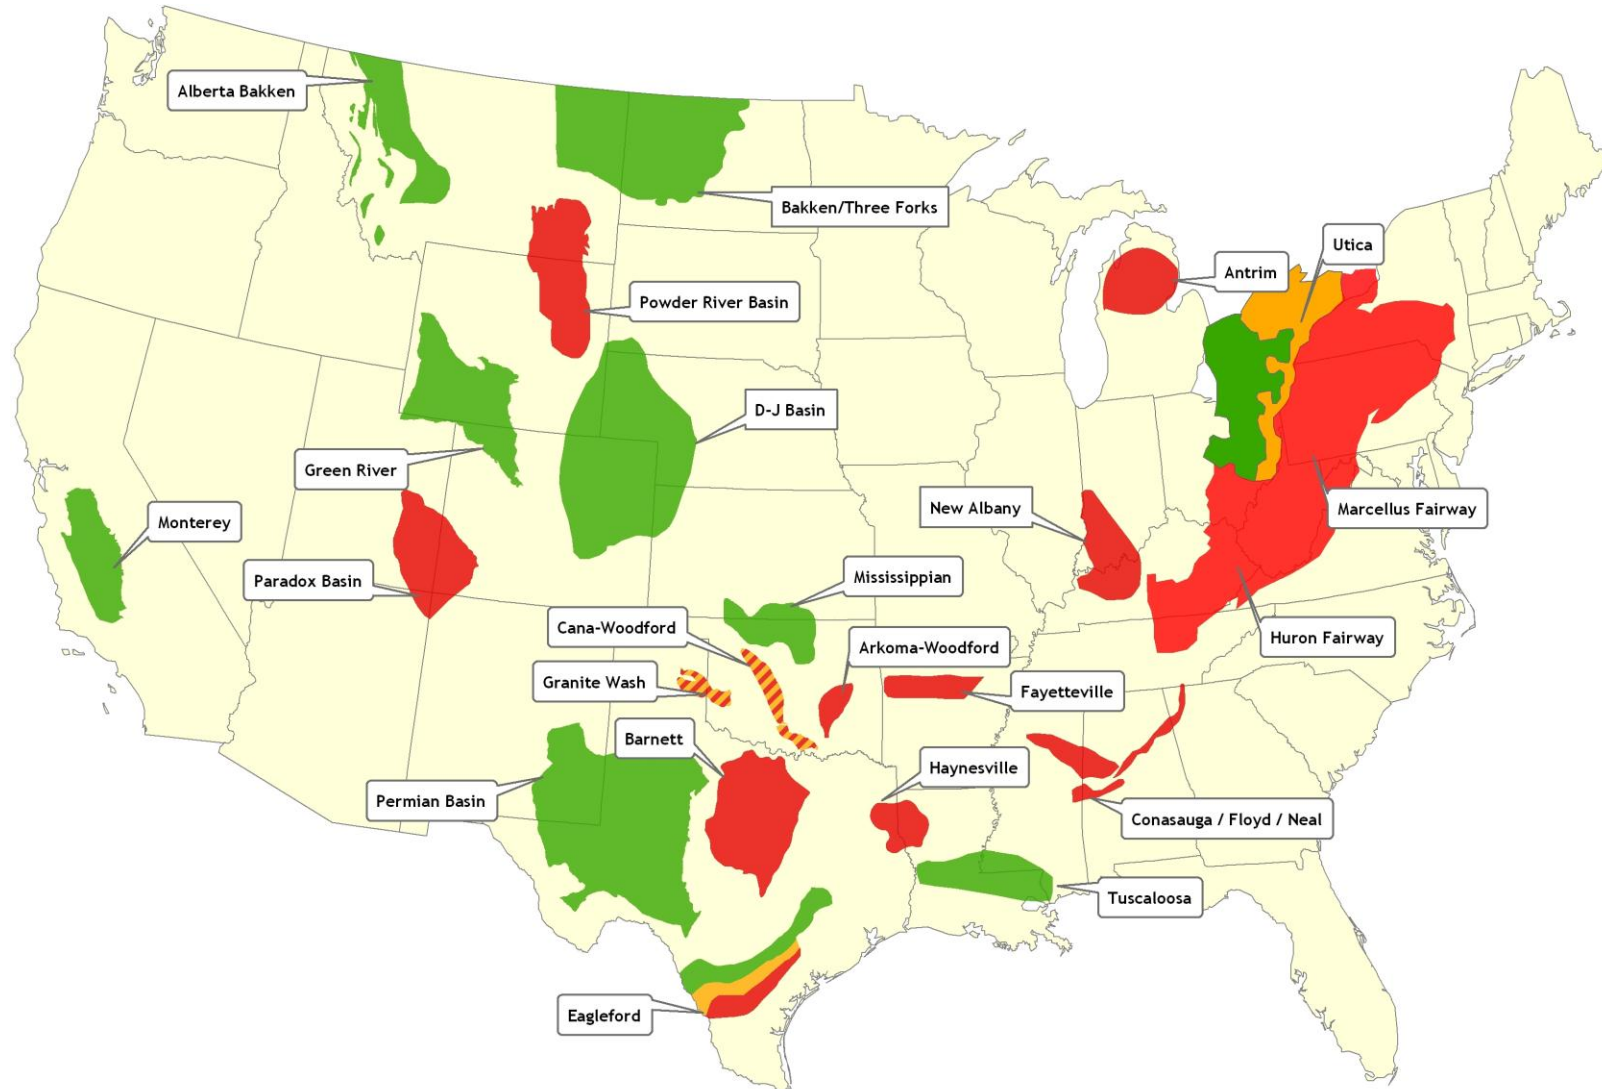 Alberta Bakken
Bakken/Three Forks
Utica
Antrim
Powder River Basin
D-J Basin
Green River
New Albany
Marcellus Fairway
Monterey
Paradox Basin
Mississippian
Cana-Woodford
Arkoma-Woodford
Huron Fairway
Granite Wash
Fayetteville
Barnett
Haynesville
Permian Basin
Conasauga / Floyd / Neal
Tuscaloosa
Eagleford